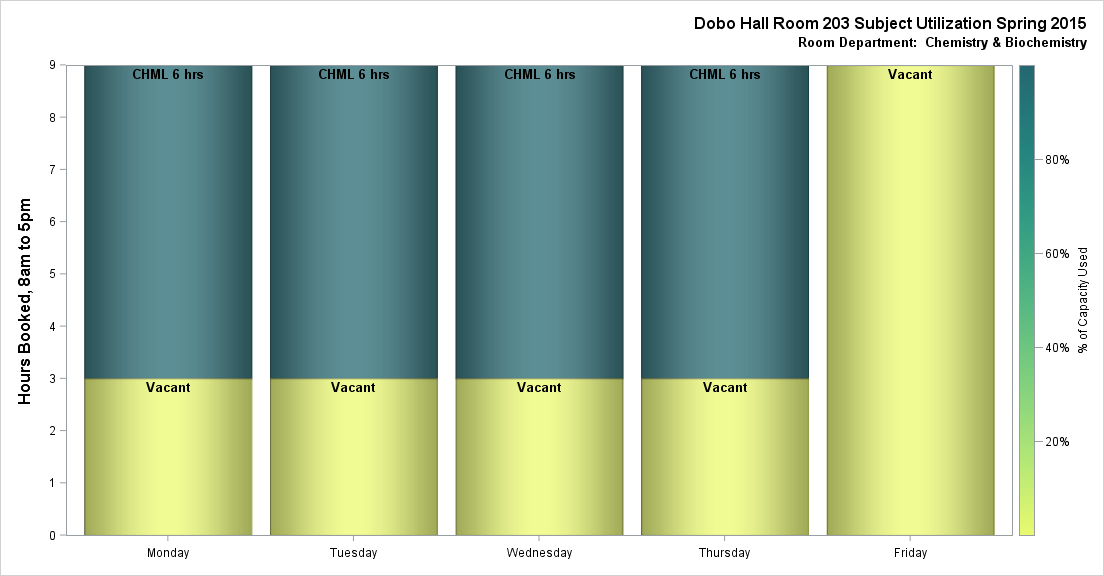 Dobo Hall Room 203 Subject Utilization Spring 2015
Room Department:  Chemistry & Biochemistry
Hours Booked, 8am to 5pm
9
8
7
6
5
4
3
2
1
0
CHML 6 hrs
CHML 6 hrs
CHML 6 hrs
CHML 6 hrs
Vacant
Vacant
Vacant
Vacant
Vacant
Monday
Tuesday
Wednesday
Thursday
Friday
80%
60%
40%
20%
% of Capacity Used